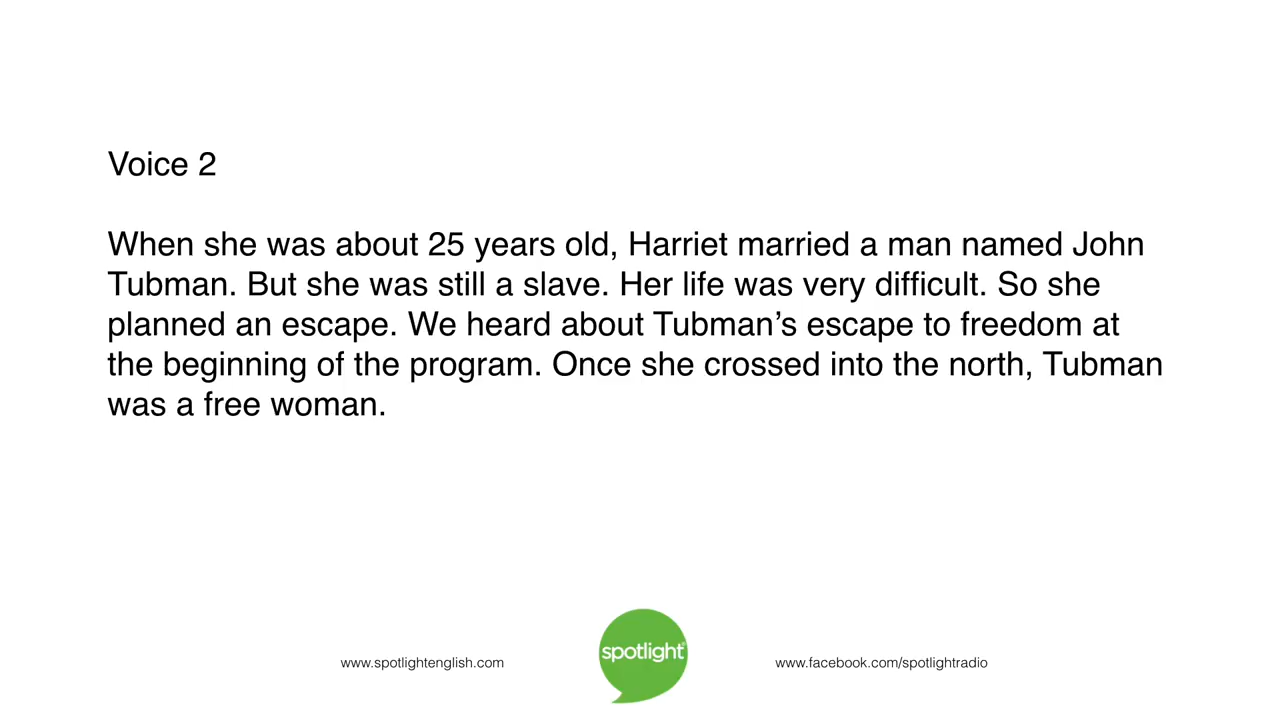 Voice 2
When she was about 25 years old, Harriet married a man named John
Tubman. But she was still a slave. Her life was very difficult. So she
planned an escape. We heard about Tubman’s escape to freedom at
the beginning of the program. Once she crossed into the north, Tubman
was a free woman.
www.spotlightenglish.com
spotlight®
www.facebook.com/spotlightradio